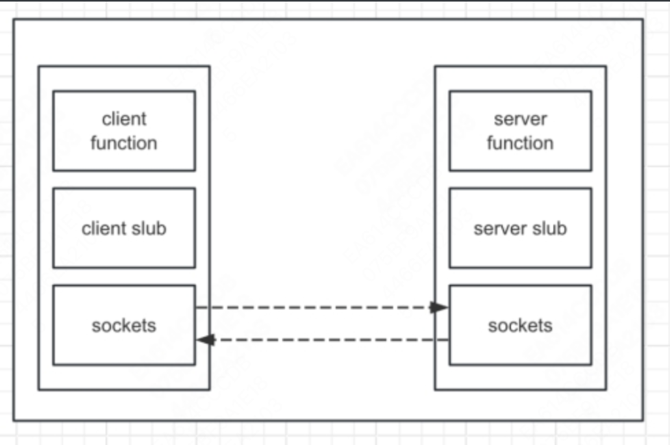 client
function
client slub
sockets
server
function
server slub
sockets